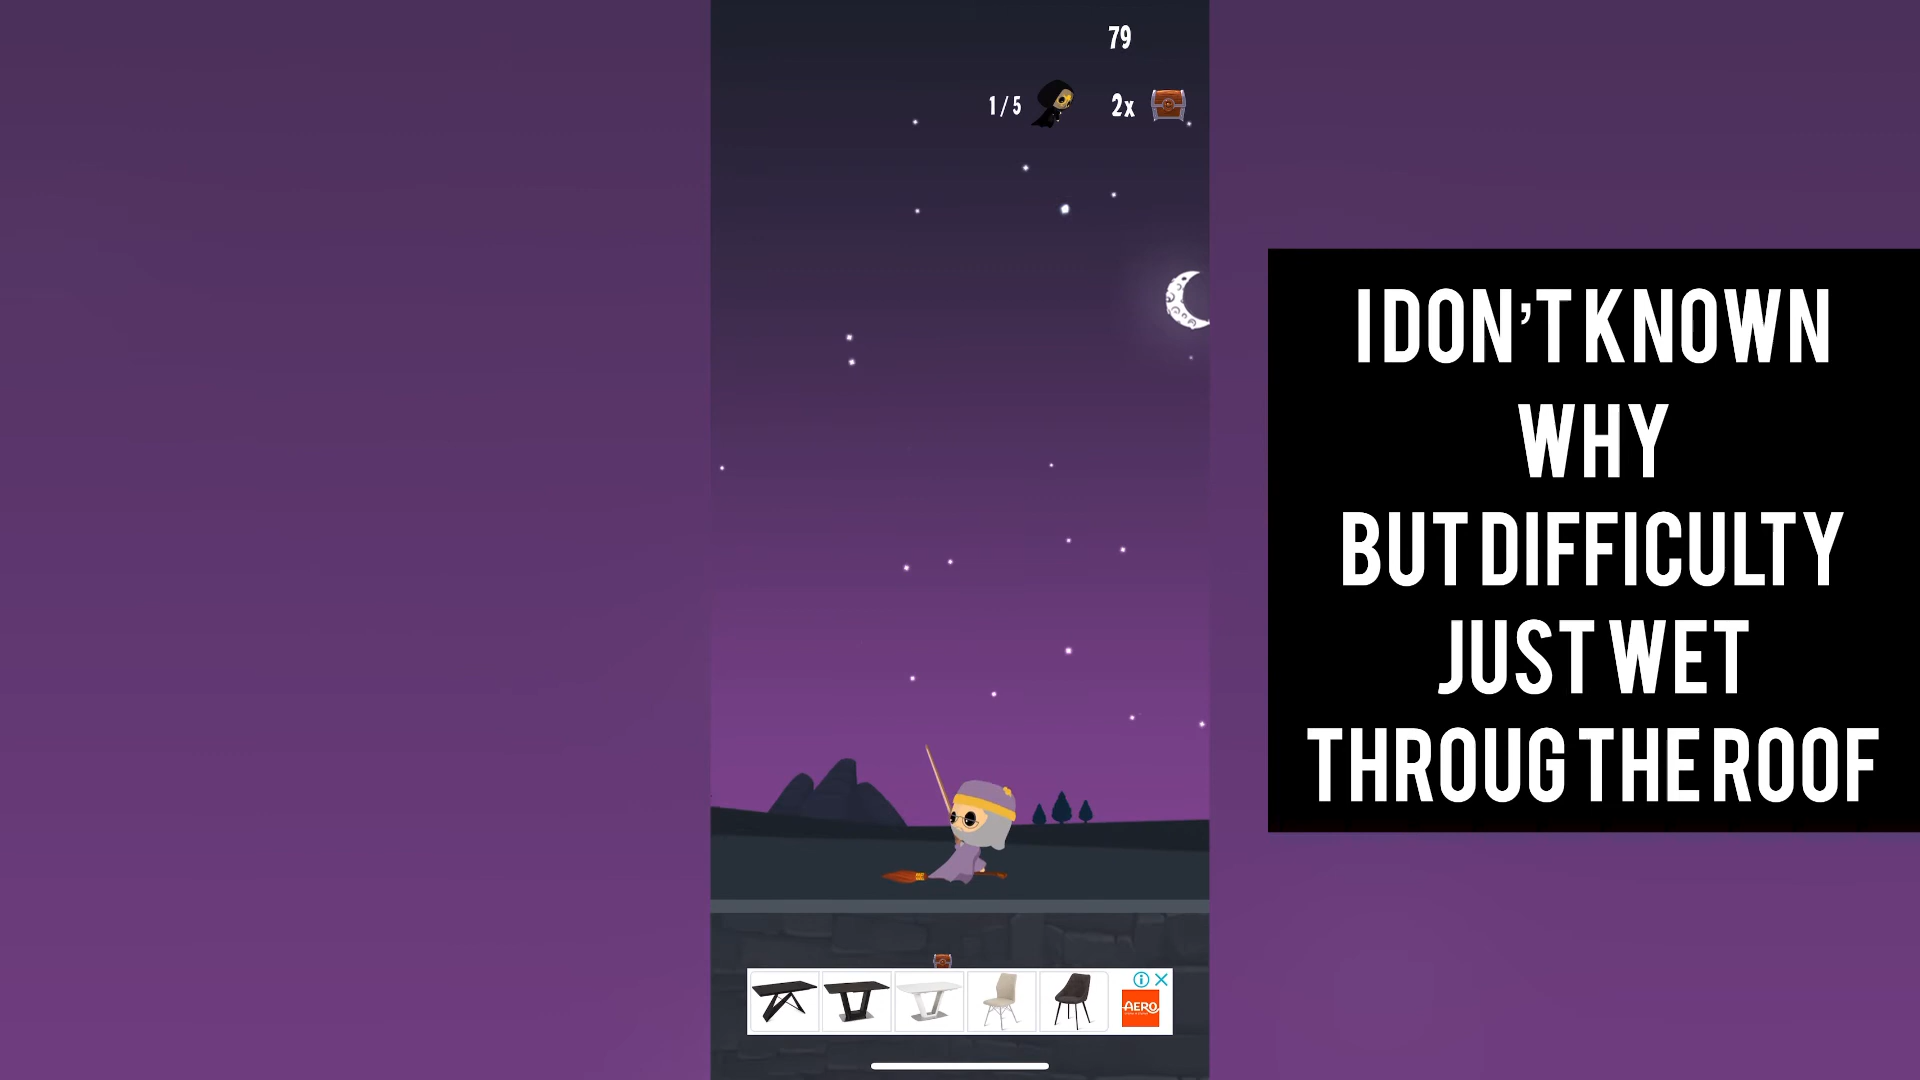 79
1/5
2x
I DON'T KNOWN
WHY
BUT DIFFICULTY
JUST WET
THROUG THE ROOF
AERO